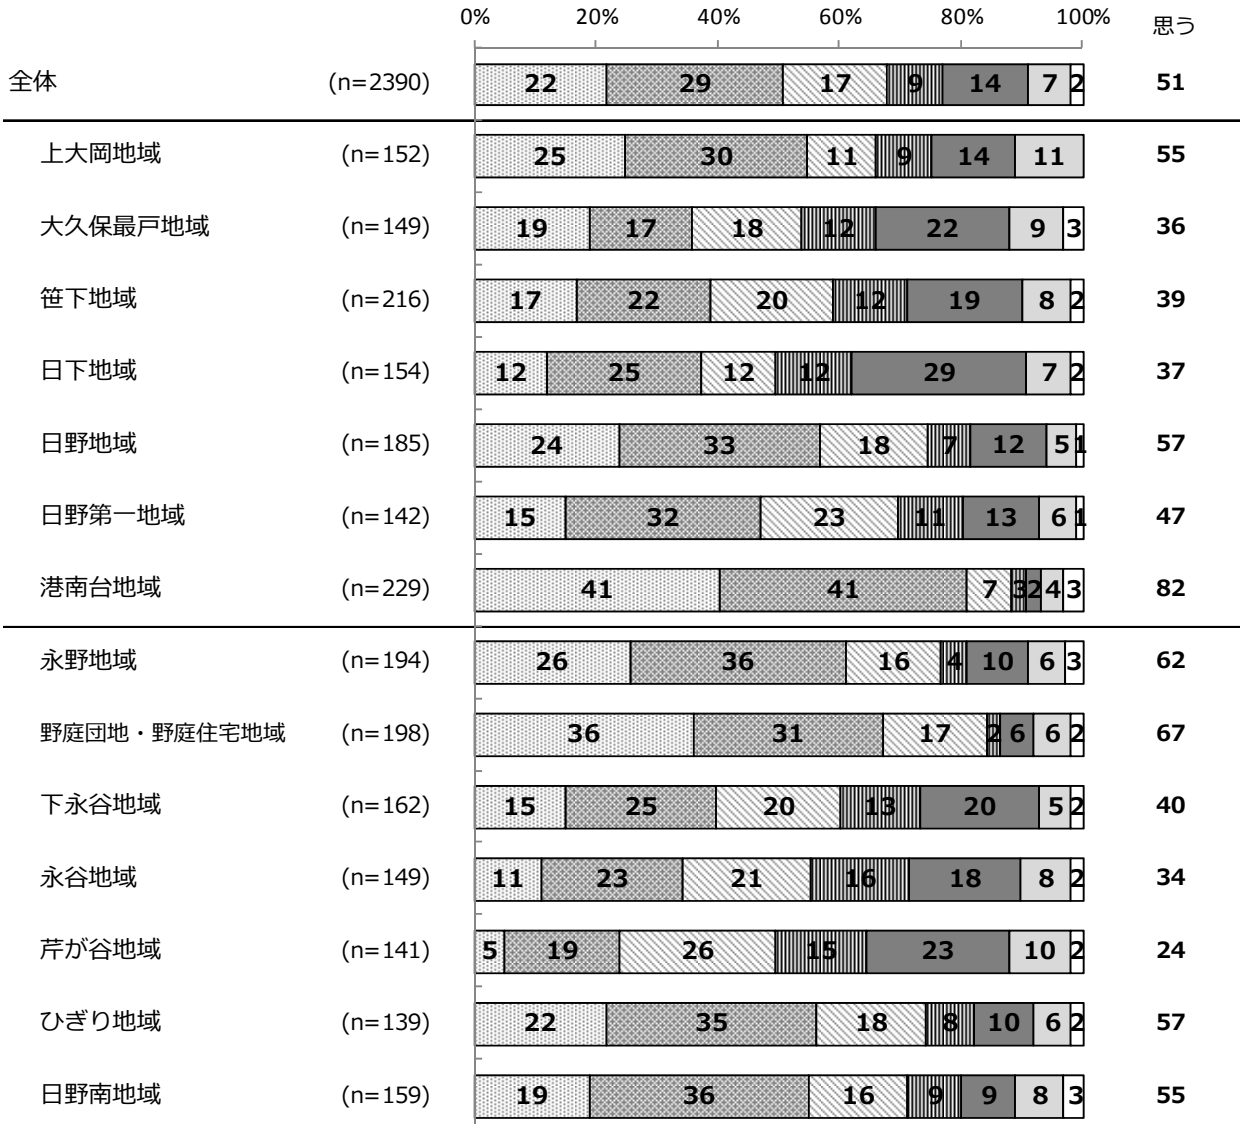 0% 20% 40% 60% 80% 100% 思う
全体 (n=2390) 22 29 17 9 14 7 2 51
上大岡地域 (n=152) 25 30 11 9 14 11 55
大久保最戸地域 (n=149) 19 17 18 12 22 9 3 36
笹下地域 (n=216) 17 22 20 12 19 8 2 39
日下地域 (n=154) 12 25 12 12 29 7 2 37
日野地域 (n=185) 24 33 18 7 12 5 1 57
日野第一地域 (n=142) 15 32 23 11 13 6 1 47
港南台地域 (n=229) 41 41 7 3 2 4 3 82
永野地域 (n=194) 26 36 16 4 10 6 3 62
野庭団地・野庭住宅地域 (n=198) 36 31 17 2 6 6 2 67
下永谷地域 (n=162) 15 25 20 13 20 5 2 40
永谷地域 (n=149) 11 23 21 16 18 8 2 34
芹が谷地域 (n=141) 5 19 26 15 23 10 2 24
ひぎり地域 (n=139) 22 35 18 8 10 6 2 57
日野南地域 (n=159) 19 36 16 9 9 8 3 55